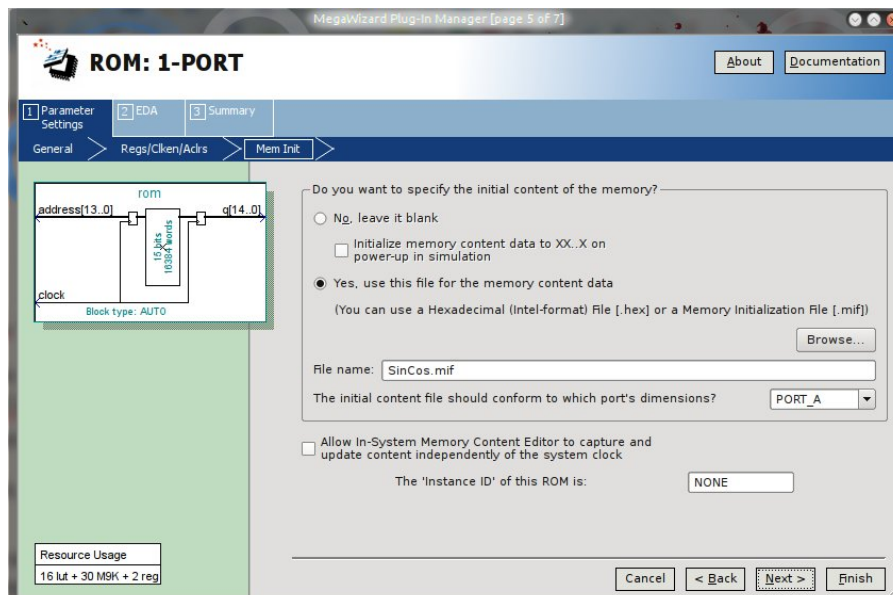 MegaWizard Plug-In Manager [page 5 of 7]
ROM: 1-PORT
About
Documentation
1 Parameter Settings
2 EDA
3 Summary
General
Regs/Clken/Aclrs
Mem Init
rom
address[13..0]
q[14..0]
15 bits
16384 words
clock
Block type: AUTO
Do you want to specify the initial content of the memory?
No, leave it blank
Initialize memory content data to XX..X on
power-up in simulation
Yes, use this file for the memory content data
(You can use a Hexadecimal (Intel-format) File [.hex] or a Memory Initialization File [.mif])
Browse...
File name: SinCos.mif
The initial content file should conform to which port's dimensions? PORT_A
Allow In-System Memory Content Editor to capture and
update content independently of the system clock
The 'Instance ID' of this ROM is: NONE
Resource Usage
16 lut + 30 M9K + 2 reg
Cancel
< Back
Next >
Finish